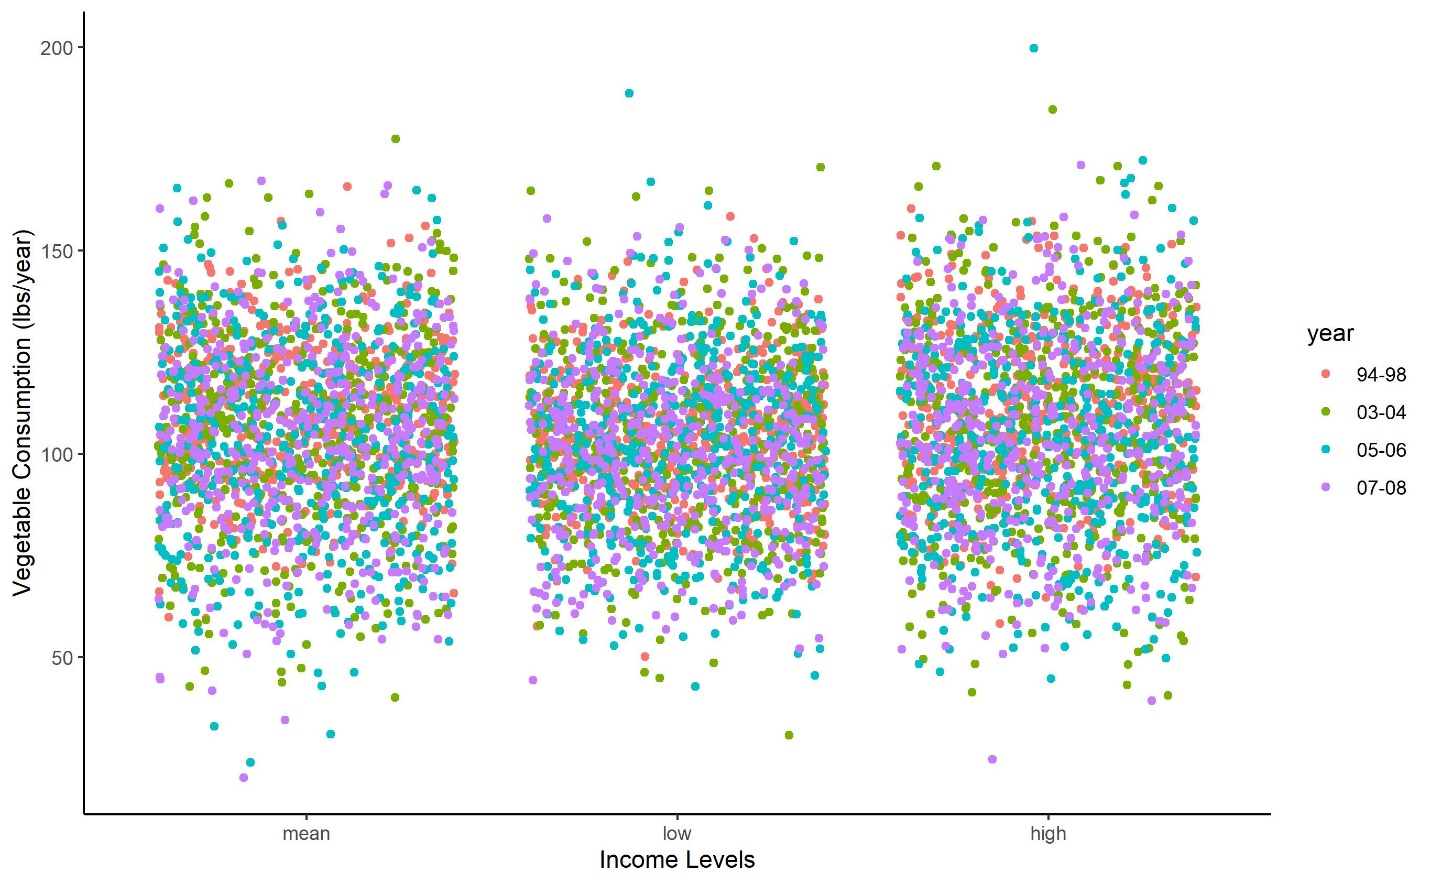 Vegetable Consumption (lbs/year)
200
150
100
50
mean
low
high
Income Levels
year
94-98
03-04
05-06
07-08